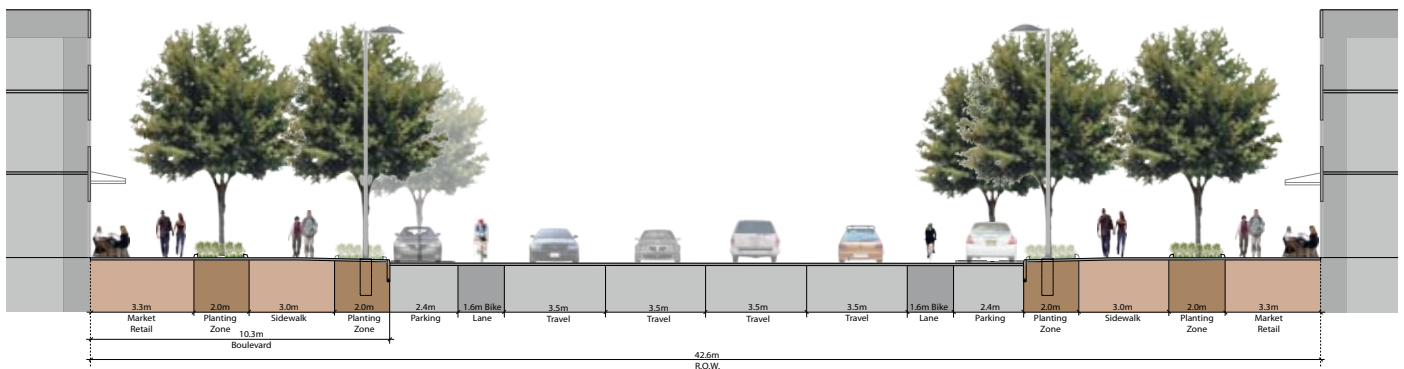 3.3m
Market
Retail
2.0m
Planting
Zone
3.0m
Sidewalk
2.0m
Planting
Zone
2.4m
Parking
1.6m Bike
Lane
3.5m
Travel
3.5m
Travel
3.5m
Travel
3.5m
Travel
1.6m Bike
Lane
2.4m
Parking
2.0m
Planting
Zone
3.0m
Sidewalk
2.0m
Planting
Zone
3.3m
Market
Retail
10.3m
Boulevard
42.6m
R.O.W.